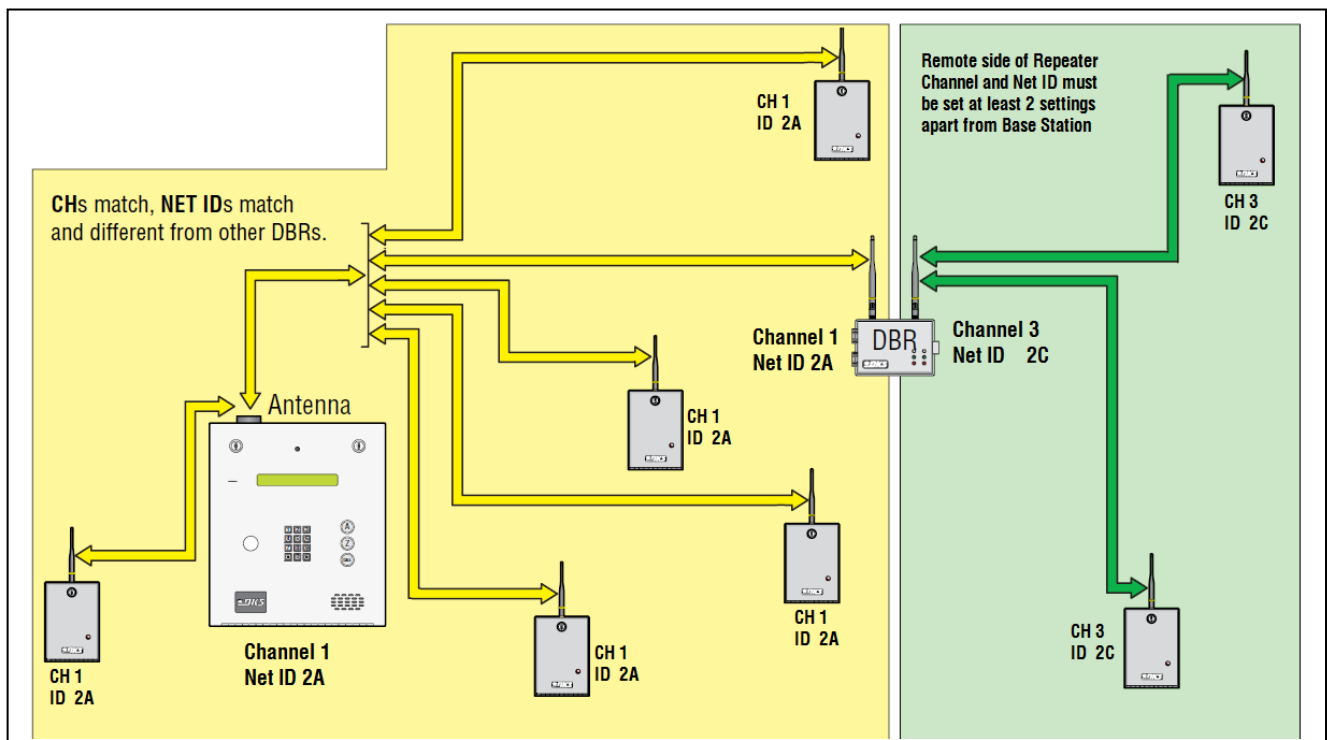 CH 1
ID 2A
Remote side of Repeater
Channel and Net ID must
be set at least 2 settings
apart from Base Station
CHs match, NET IDs match
and different from other DBRs.
CH 3
ID 2C
Channel 1
Net ID 2A
DBR
Channel 3
Net ID 2C
Antenna
CH 1
ID 2A
A
Z
DKS
CH 1
ID 2A
CH 1
ID 2A
CH 3
ID 2C
Channel 1
Net ID 2A
CH 1
ID 2A